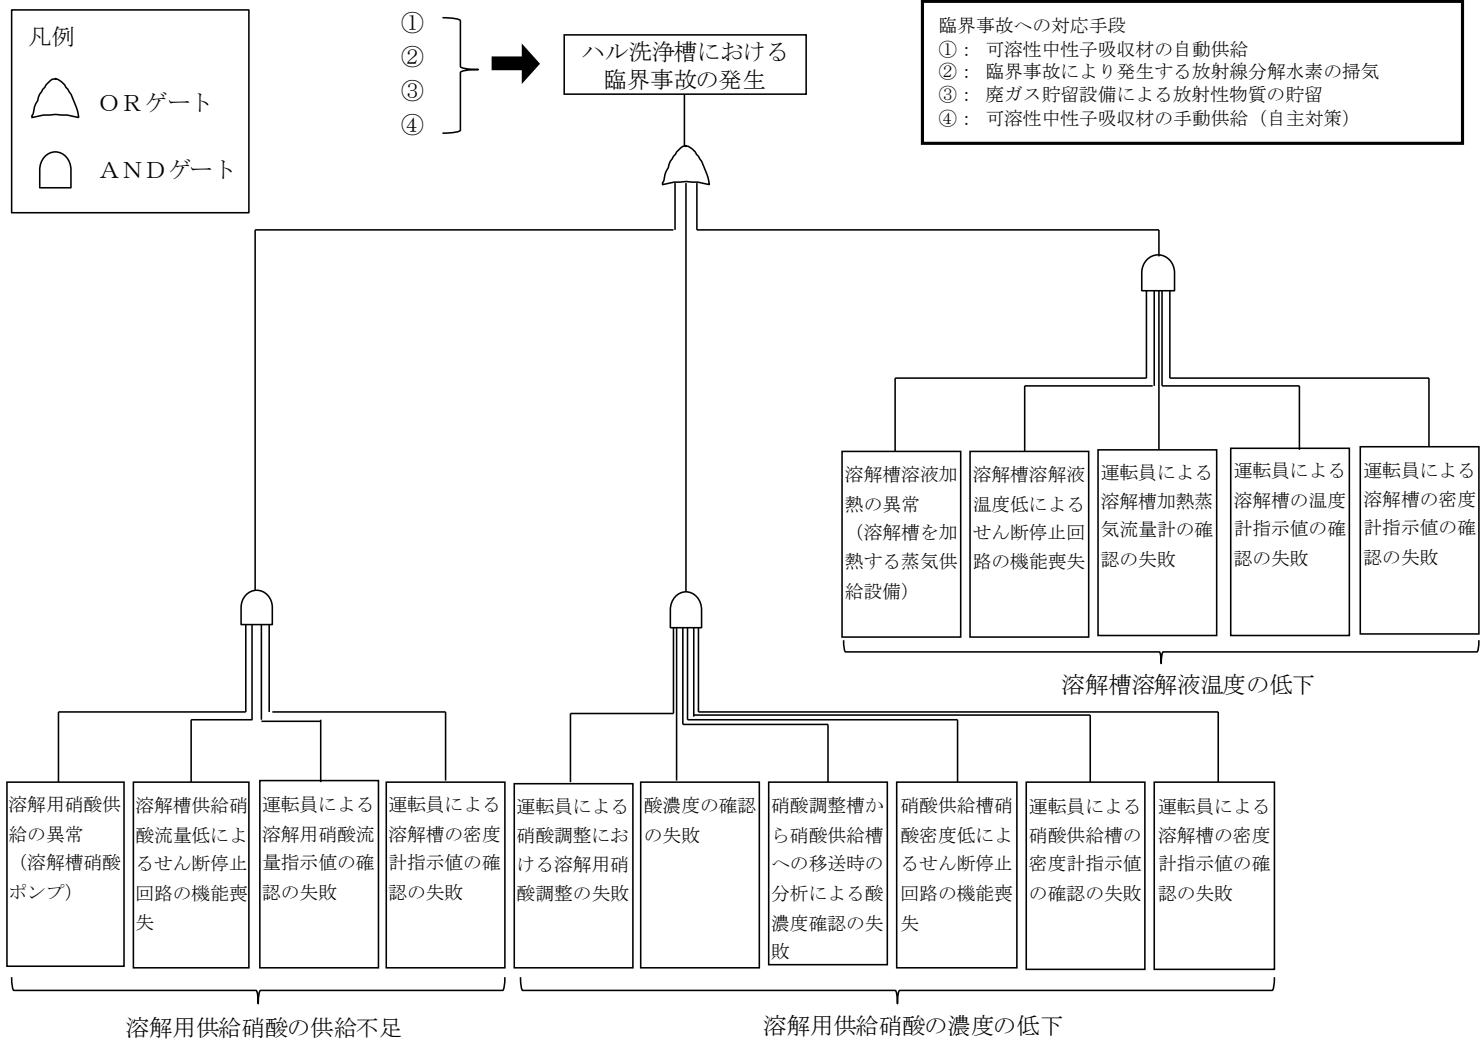 凡例
ORゲート
ANDゲート
①
②
③
④
ハル洗浄槽における
臨界事故の発生
臨界事故への対応手段
①： 可溶性中性子吸収材の自動供給
②： 臨界事故により発生する放射線分解水素の掃気
③： 廃ガス貯留設備による放射性物質の貯留
④： 可溶性中性子吸収材の手動供給（自主対策）
溶解槽溶液加
熱の異常
（溶解槽を加
熱する蒸気供
給設備）
溶解槽溶解液
温度低による
せん断停止回
路の機能喪失
運転員による
溶解槽加熱蒸
気流量計の確
認の失敗
運転員による
溶解槽の温度
計指示値の確
認の失敗
運転員による
溶解槽の密度
計指示値の確
認の失敗
溶解槽溶解液温度の低下
溶解用硝酸供
給の異常
（溶解槽硝酸
ポンプ）
溶解槽供給硝
酸流量低によ
るせん断停止
回路の機能喪
失
運転員による
溶解用硝酸流
量指示値の確
認の失敗
運転員による
溶解槽の密度
計指示値の確
認の失敗
溶解用供給硝酸の供給不足
運転員による
硝酸調整にお
ける溶解用硝
酸調整の失敗
酸濃度の確認
の失敗
硝酸調整槽か
ら硝酸供給槽
への移送時の
分析による酸
濃度確認の失
敗
硝酸供給槽硝
酸密度低によ
るせん断停止
回路の機能喪
失
運転員による
硝酸供給槽の
密度計指示値
の確認の失敗
運転員による
溶解槽の密度
計指示値の確
認の失敗
溶解用供給硝酸の濃度の低下